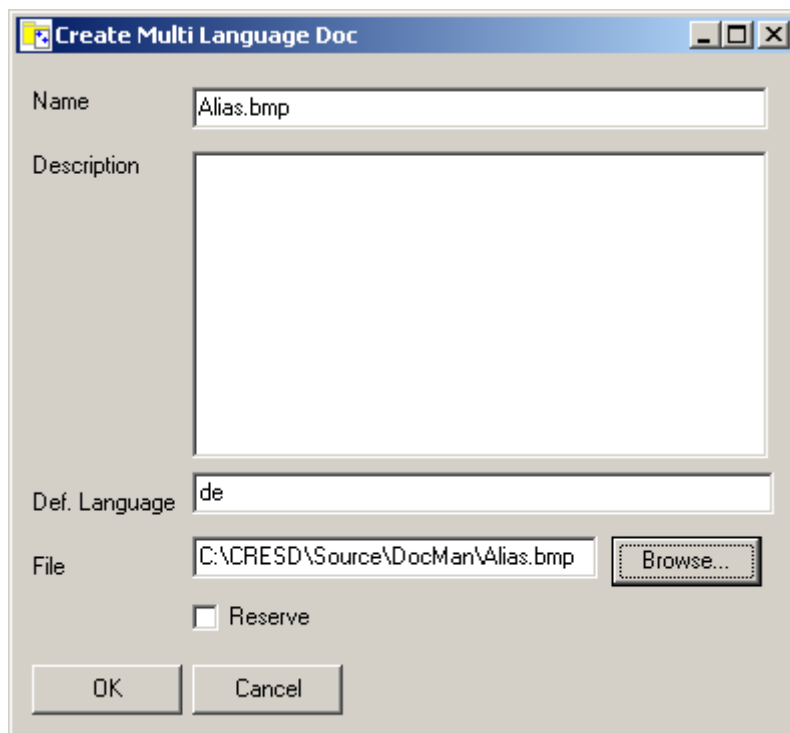 Create Multi Language Doc
Name
Alias.bmp
Description
Def. Language
de
File
C:\CRESD\Source\DocMan\Alias.bmp
Browse...
Reserve
OK
Cancel